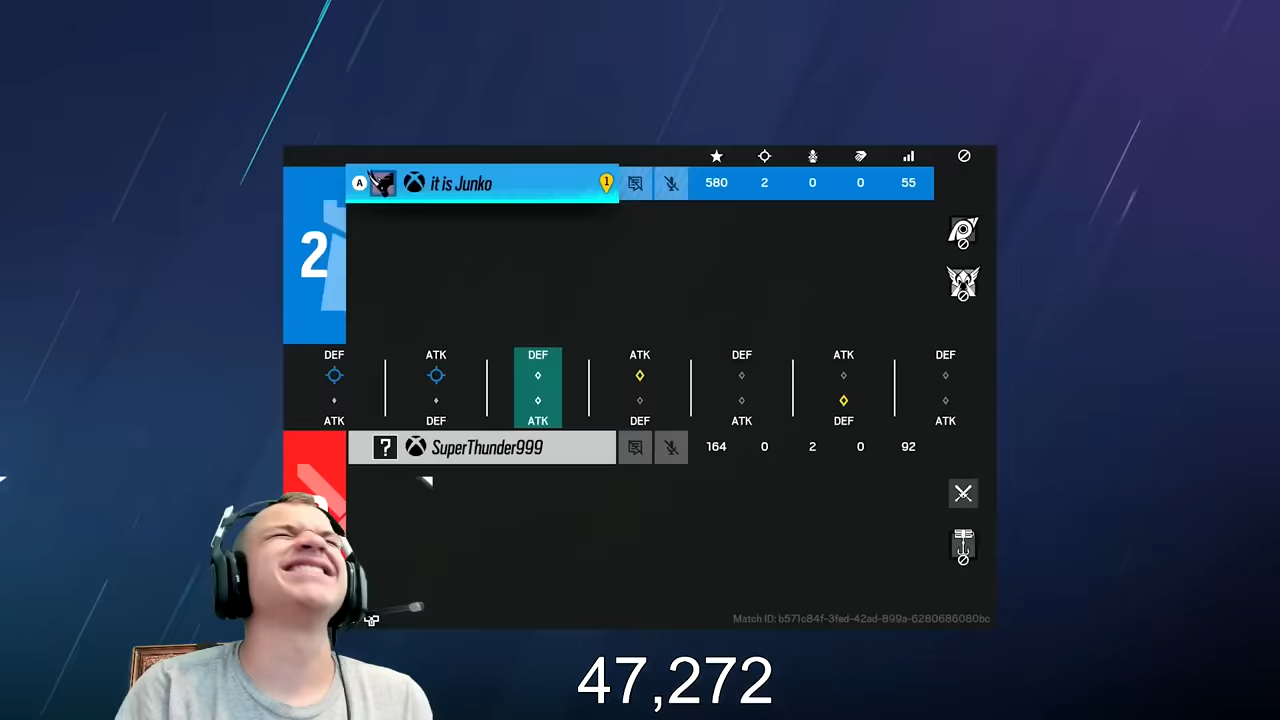 A it is Junko 1 580 2 0 0 55
2
DEF ATK DEF ATK DEF ATK DEF
ATK DEF ATK DEF ATK DEF ATK
? SuperThunder999 164 0 2 0 92
Match ID: b571c84f-3fed-42ad-899a-6280686080bc
47,272